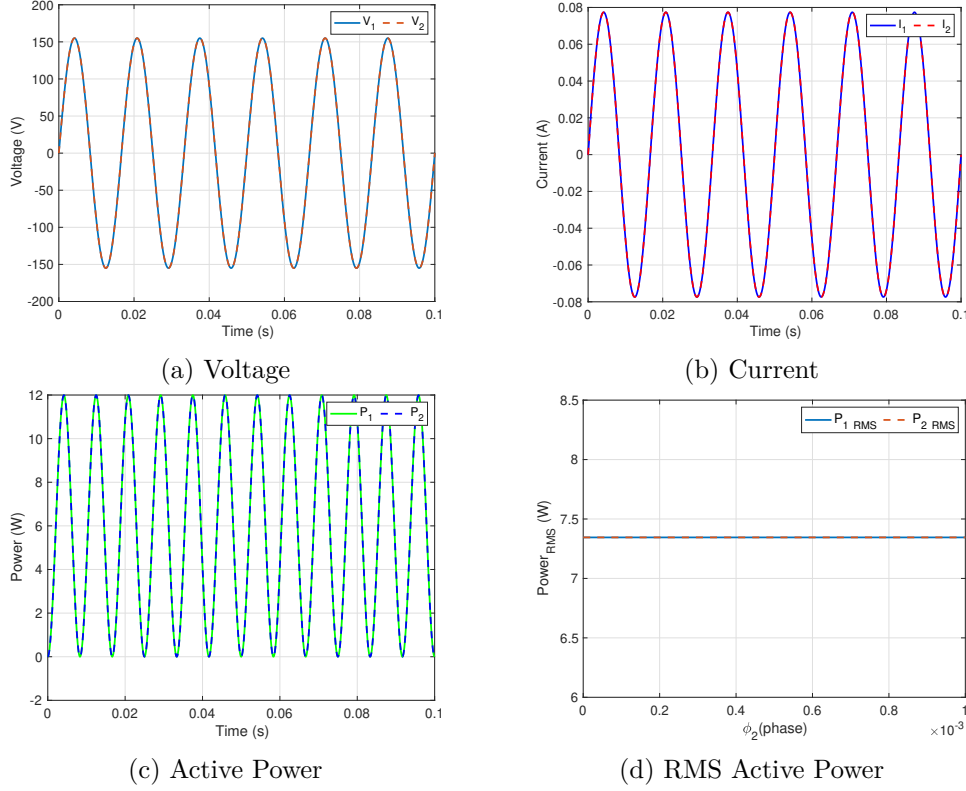 200
150
100
50
0
-50
-100
-150
-200
Voltage (V)
V1 V2
0 0.02 0.04 0.06 0.08 0.1
Time (s)
(a) Voltage
0.08
0.06
0.04
0.02
0
-0.02
-0.04
-0.06
-0.08
Current (A)
I1 I2
0 0.02 0.04 0.06 0.08 0.1
Time (s)
(b) Current
12
10
8
6
4
2
0
-2
Power (W)
P1 P2
0 0.02 0.04 0.06 0.08 0.1
Time (s)
(c) Active Power
8.5
8
7.5
7
6.5
6
PowerRMS (W)
P1 RMS P2 RMS
0 0.2 0.4 0.6 0.8 1
ϕ2(phase) ×10-3
(d) RMS Active Power